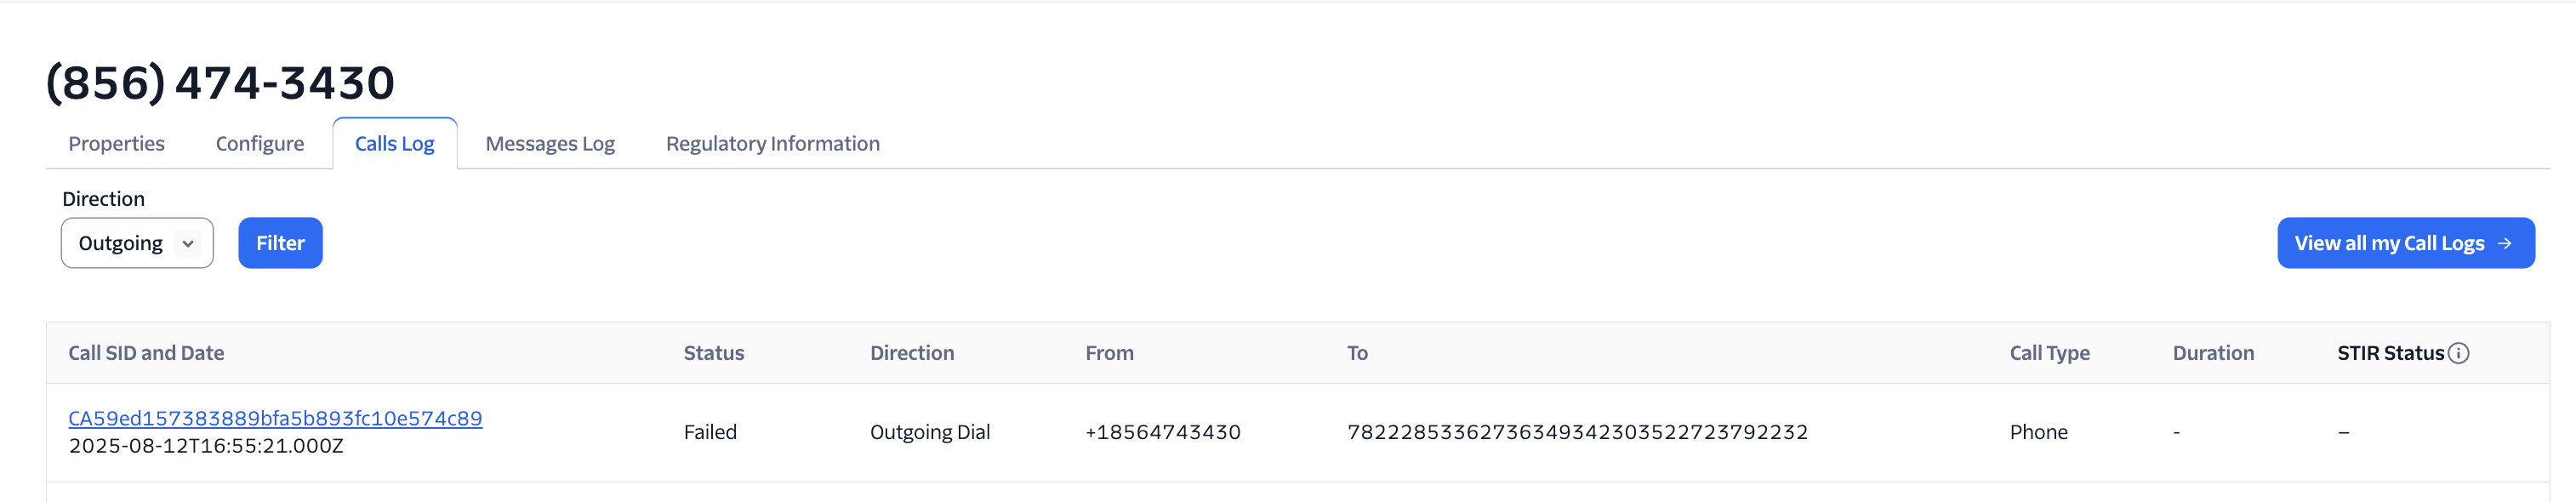 (856) 474-3430
Properties Configure Calls Log Messages Log Regulatory Information
Direction
Outgoing Filter View all my Call Logs →
Call SID and Date Status Direction From To Call Type Duration STIR Status
CA59ed157383889bfa5b893fc10e574c89
2025-08-12T16:55:21.000Z
Failed Outgoing Dial +18564743430 78222853362736349342303522723792232 Phone - –